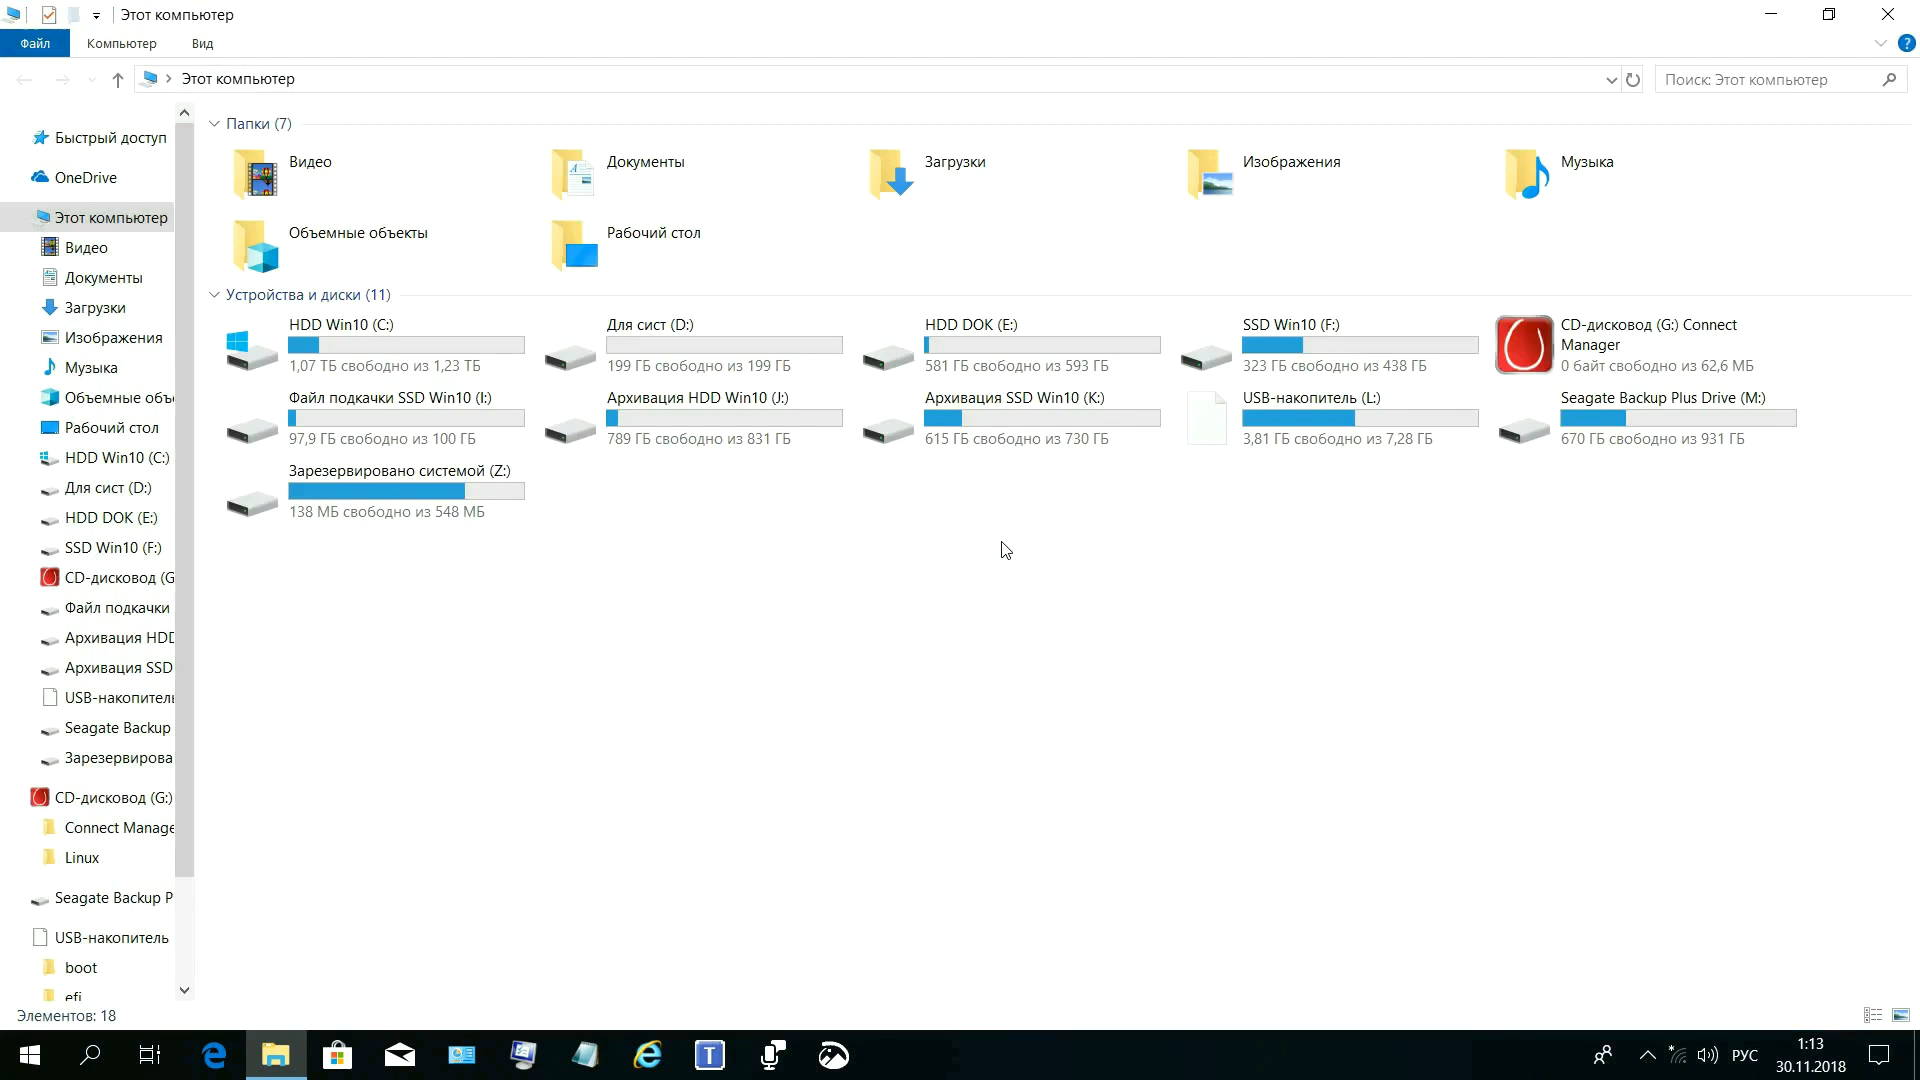 Этот компьютер
Файл
Компьютер
Вид
Этот компьютер
Поиск: Этот компьютер
Быстрый доступ
OneDrive
Этот компьютер
Видео
Документы
Загрузки
Изображения
Музыка
Объемные объе
Рабочий стол
HDD Win10 (C:)
Для сист (D:)
HDD DOK (E:)
SSD Win10 (F:)
CD-дисковод (G
Файл подкачки
Архивация HDD
Архивация SSD
USB-накопитель
Seagate Backup
Зарезервирова
CD-дисковод (G:)
Connect Manage
Linux
Seagate Backup P
USB-накопитель
boot
efi
Папки (7)
Видео
Документы
Загрузки
Изображения
Музыка
Объемные объекты
Рабочий стол
Устройства и диски (11)
HDD Win10 (C:)
1,07 ТБ свободно из 1,23 ТБ
Для сист (D:)
199 ГБ свободно из 199 ГБ
HDD DOK (E:)
581 ГБ свободно из 593 ГБ
SSD Win10 (F:)
323 ГБ свободно из 438 ГБ
CD-дисковод (G:) Connect
Manager
0 байт свободно из 62,6 МБ
Файл подкачки SSD Win10 (I:)
97,9 ГБ свободно из 100 ГБ
Архивация HDD Win10 (J:)
789 ГБ свободно из 831 ГБ
Архивация SSD Win10 (K:)
615 ГБ свободно из 730 ГБ
USB-накопитель (L:)
3,81 ГБ свободно из 7,28 ГБ
Seagate Backup Plus Drive (M:)
670 ГБ свободно из 931 ГБ
Зарезервировано системой (Z:)
138 МБ свободно из 548 МБ
Элементов: 18
РУС
1:13
30.11.2018